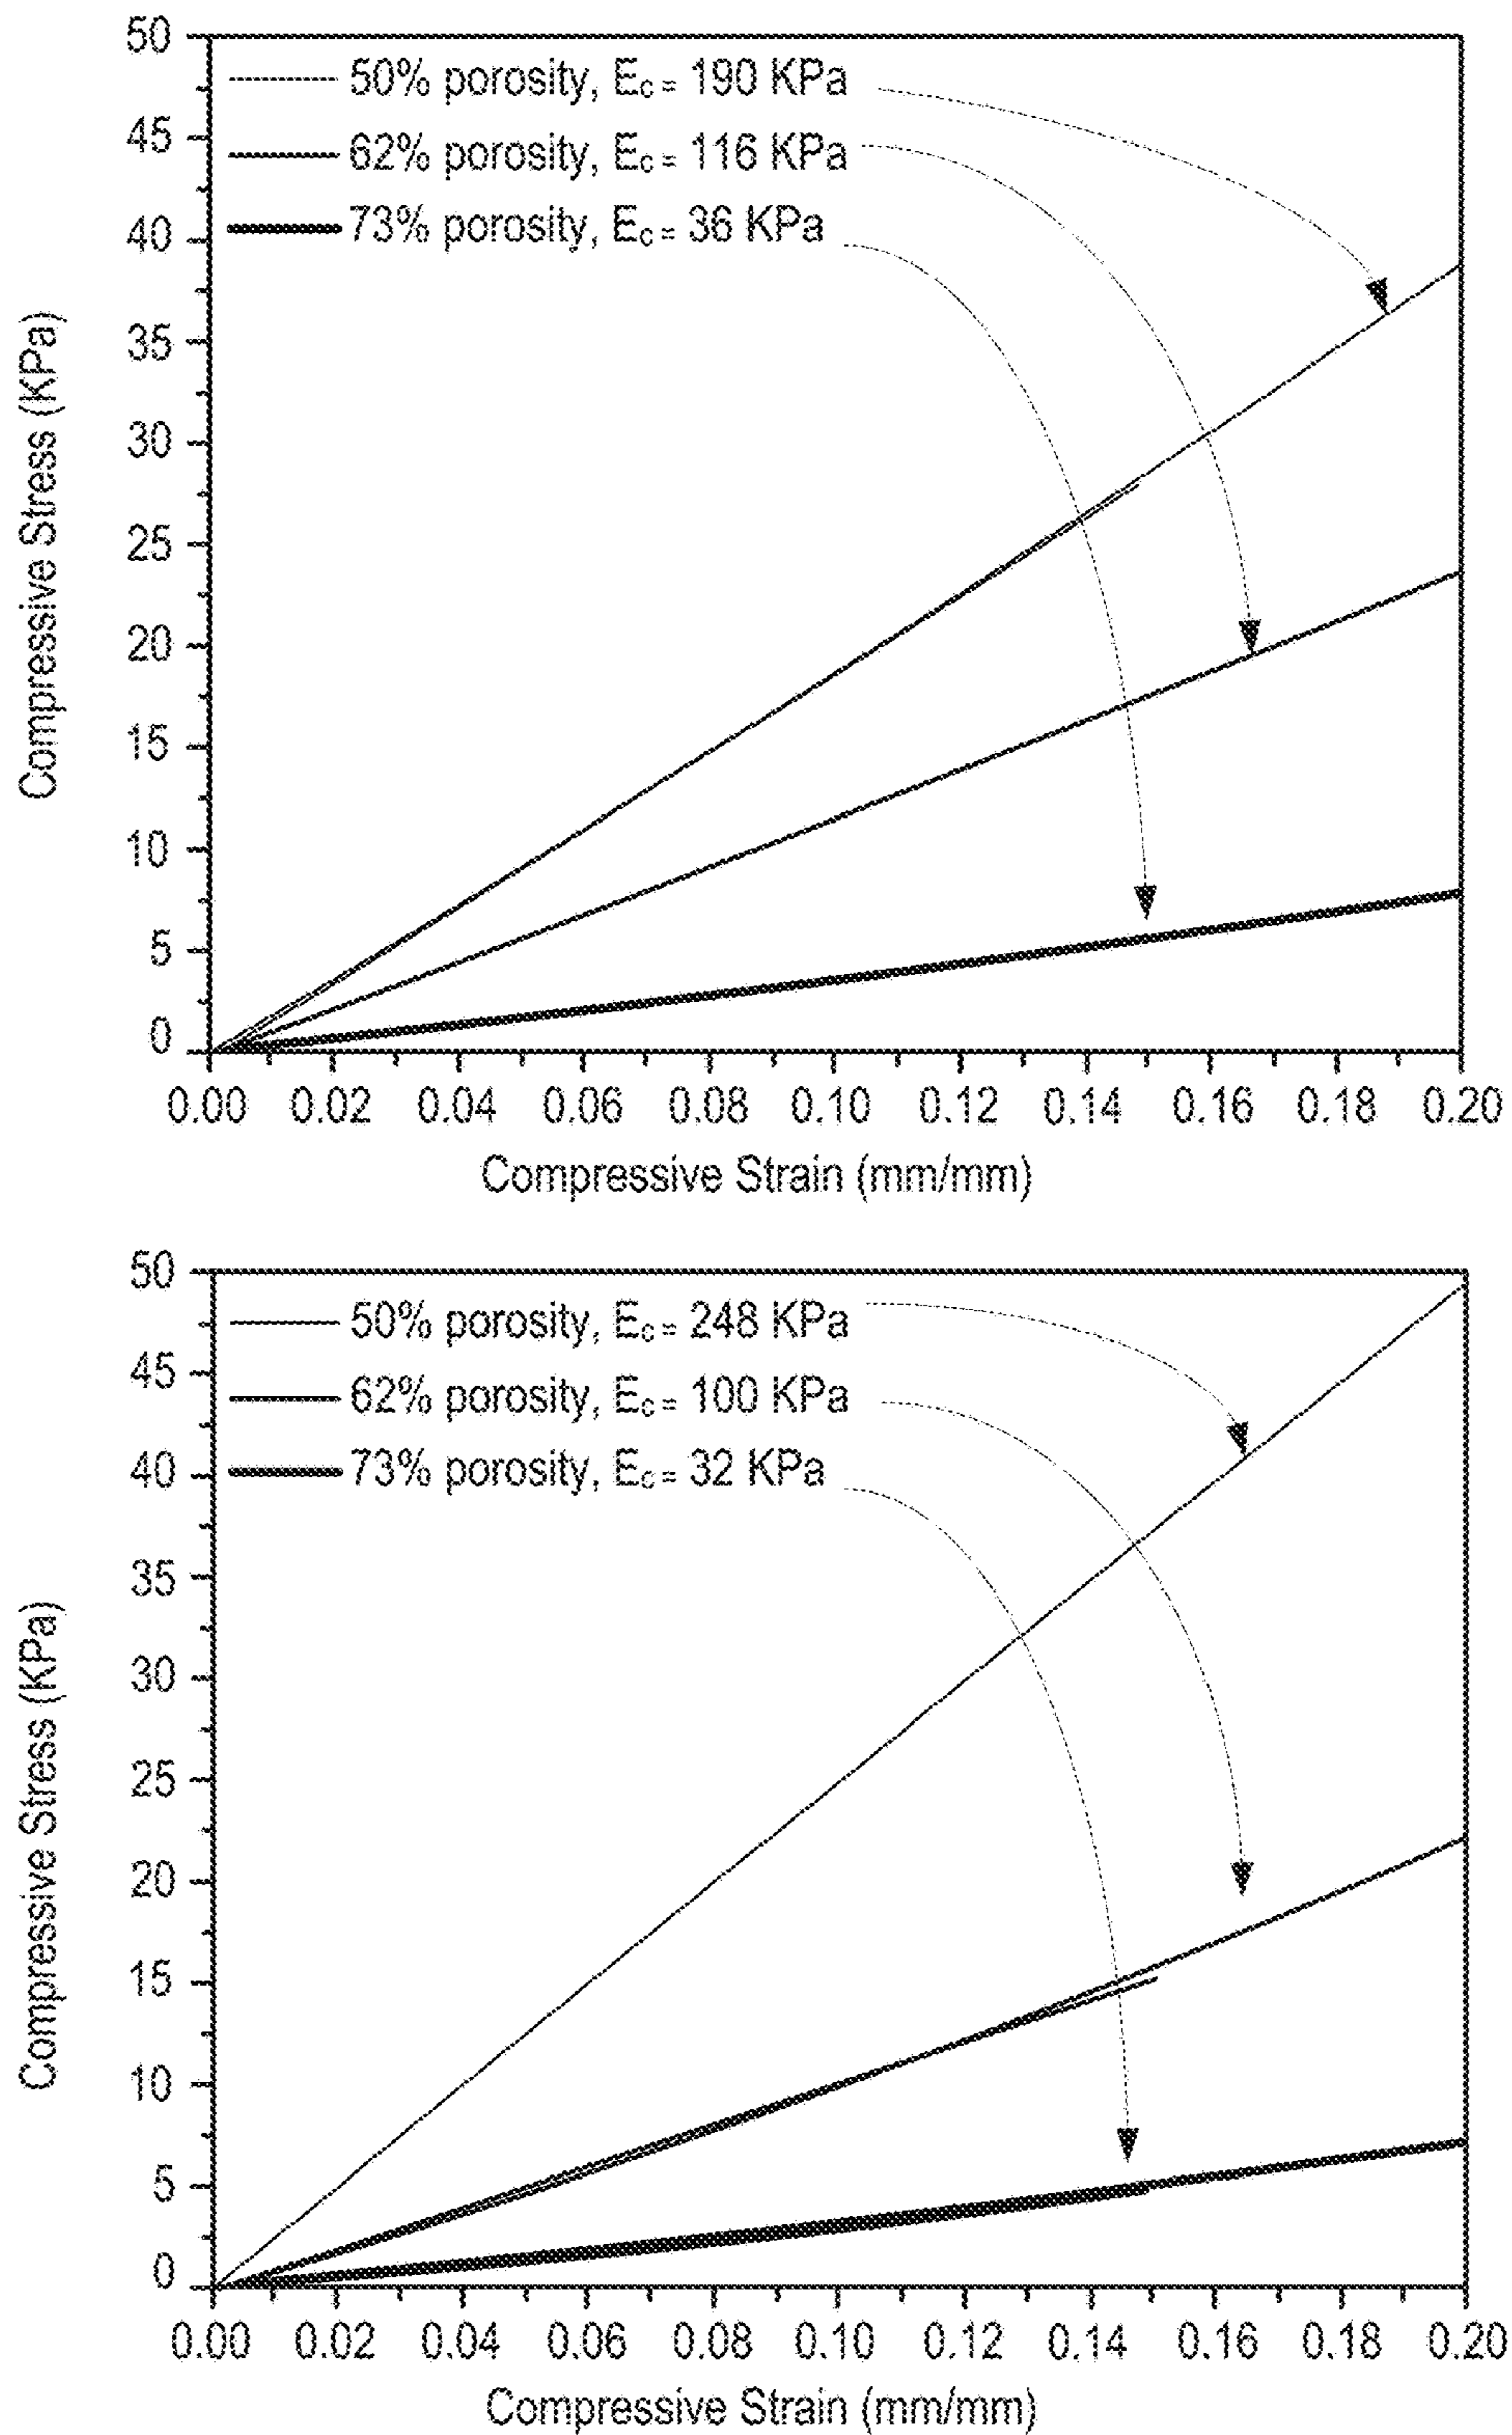 50
50% porosity, Ec = 190 KPa
45
62% porosity, Ec = 116 KPa
40
73% porosity, Ec = 36 KPa
35
30
25
20
15
10
5
0
Compressive Stress (KPa)
0.00 0.02 0.04 0.06 0.08 0.10 0.12 0.14 0.16 0.18 0.20
Compressive Strain (mm/mm)
50
50% porosity, Ec = 248 KPa
45
62% porosity, Ec = 100 KPa
40
73% porosity, Ec = 32 KPa
35
30
25
20
15
10
5
0
Compressive Stress (KPa)
0.00 0.02 0.04 0.06 0.08 0.10 0.12 0.14 0.16 0.18 0.20
Compressive Strain (mm/mm)